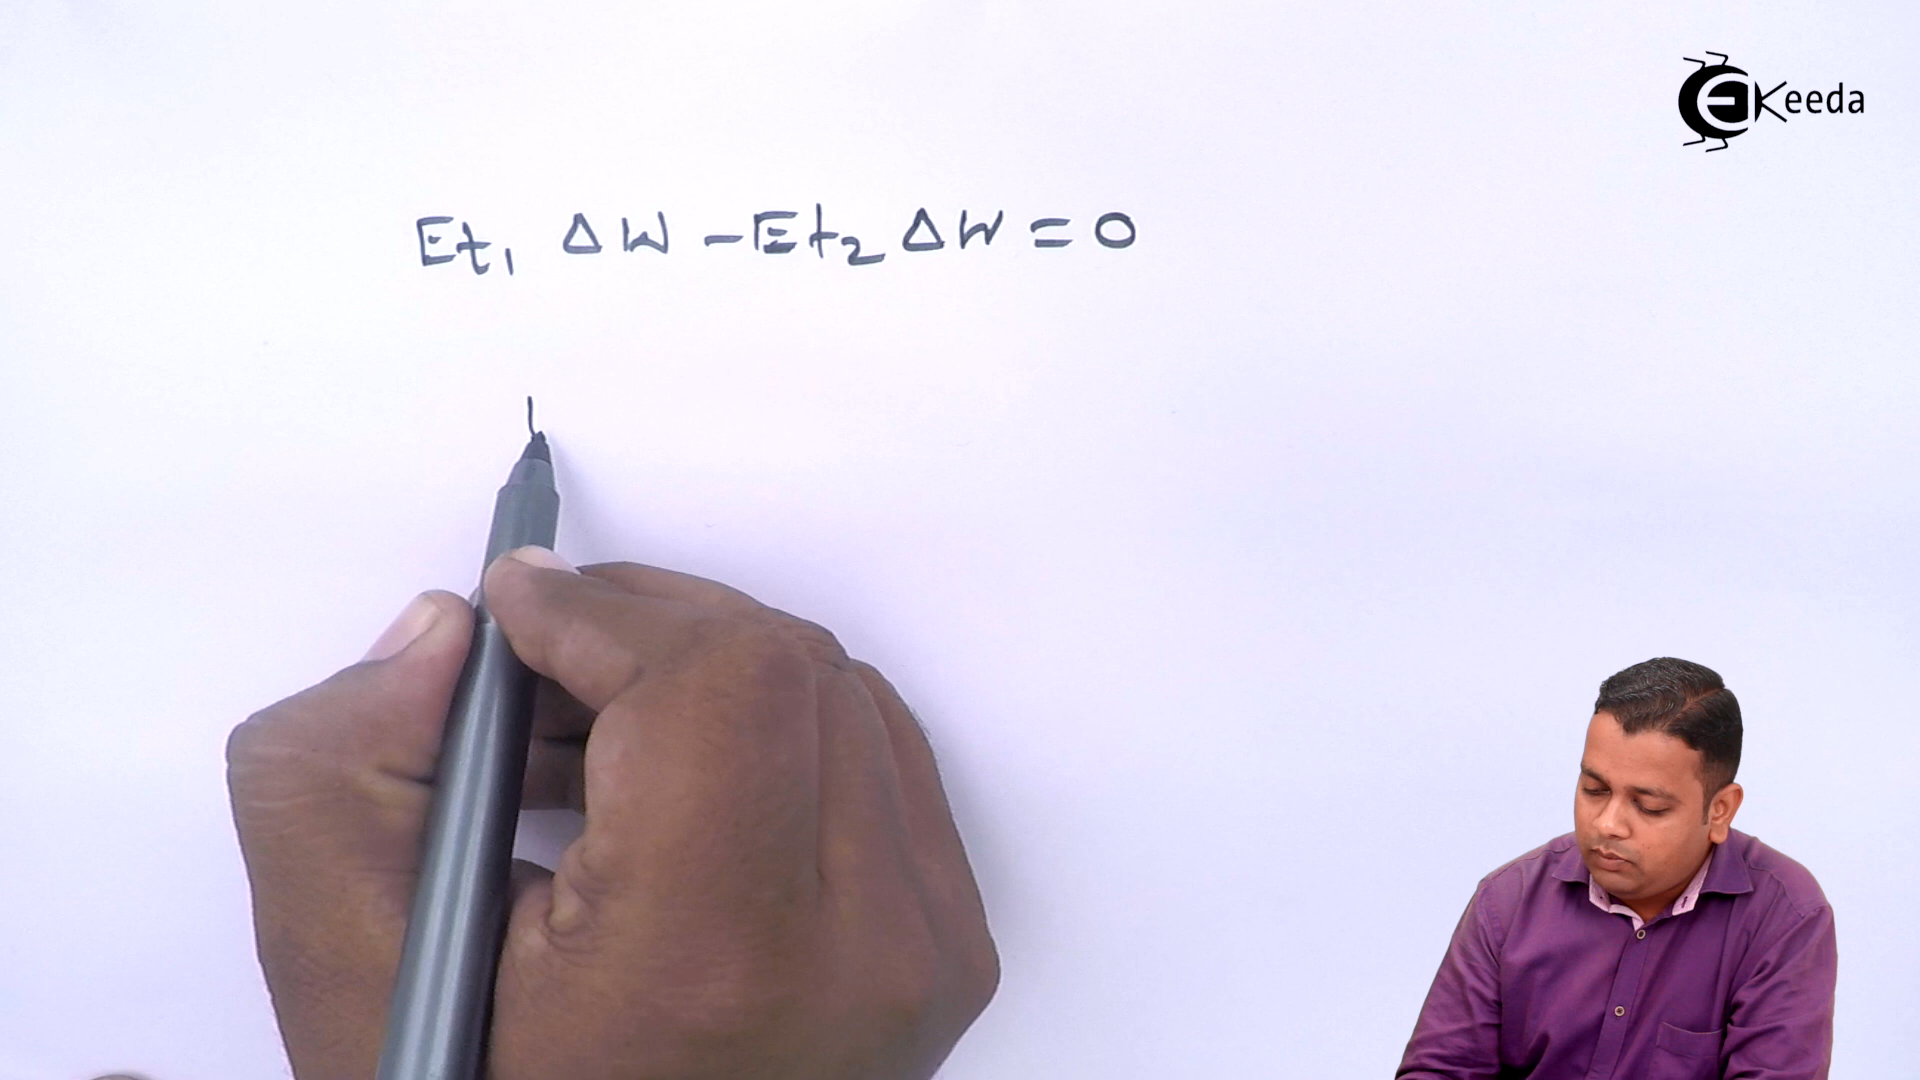 EKeeda
Et₁ ΔW - Et₂ ΔW = 0